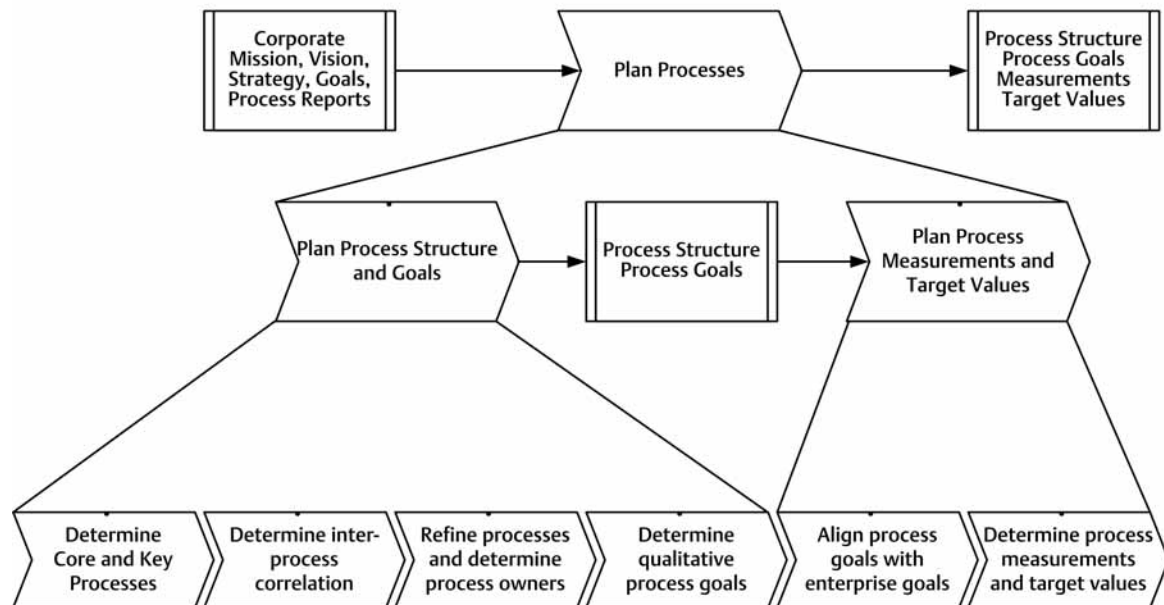 Corporate
Mission, Vision,
Strategy, Goals,
Process Reports
Plan Processes
Process Structure
Process Goals
Measurements
Target Values
Plan Process Structure
and Goals
Process Structure
Process Goals
Plan Process
Measurements and
Target Values
Determine
Core and Key
Processes
Determine inter-
process
correlation
Refine processes
and determine
process owners
Determine
qualitative
process goals
Align process
goals with
enterprise goals
Determine process
measurements
and target values